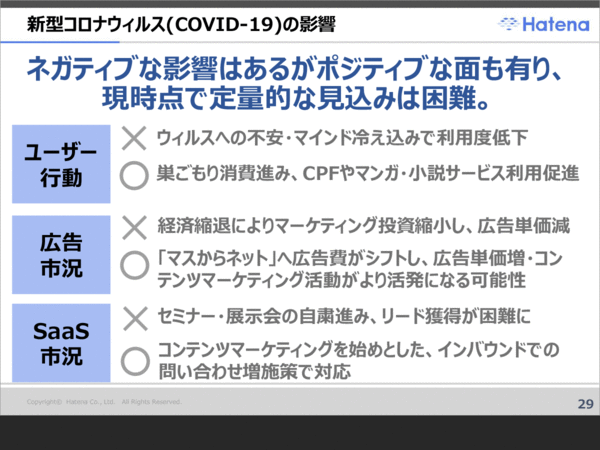 新型コロナウィルス(COVID-19)の影響
Hatena
ネガティブな影響はあるがポジティブな面も有り、
現時点で定量的な見込みは困難。
ユーザー
行動
× ウィルスへの不安・マインド冷え込みで利用度低下
○ 巣ごもり消費進み、CPFやマンガ・小説サービス利用促進
広告
市況
× 経済縮退によりマーケティング投資縮小し、広告単価減
○ 「マスからネット」へ広告費がシフトし、広告単価増・コン
テンツマーケティング活動がより活発になる可能性
SaaS
市況
× セミナー・展示会の自粛進み、リード獲得が困難に
○ コンテンツマーケティングを始めとした、インバウンドでの
問い合わせ増施策で対応
Copyright© Hatena Co., Ltd. All Rights Reserved.
29